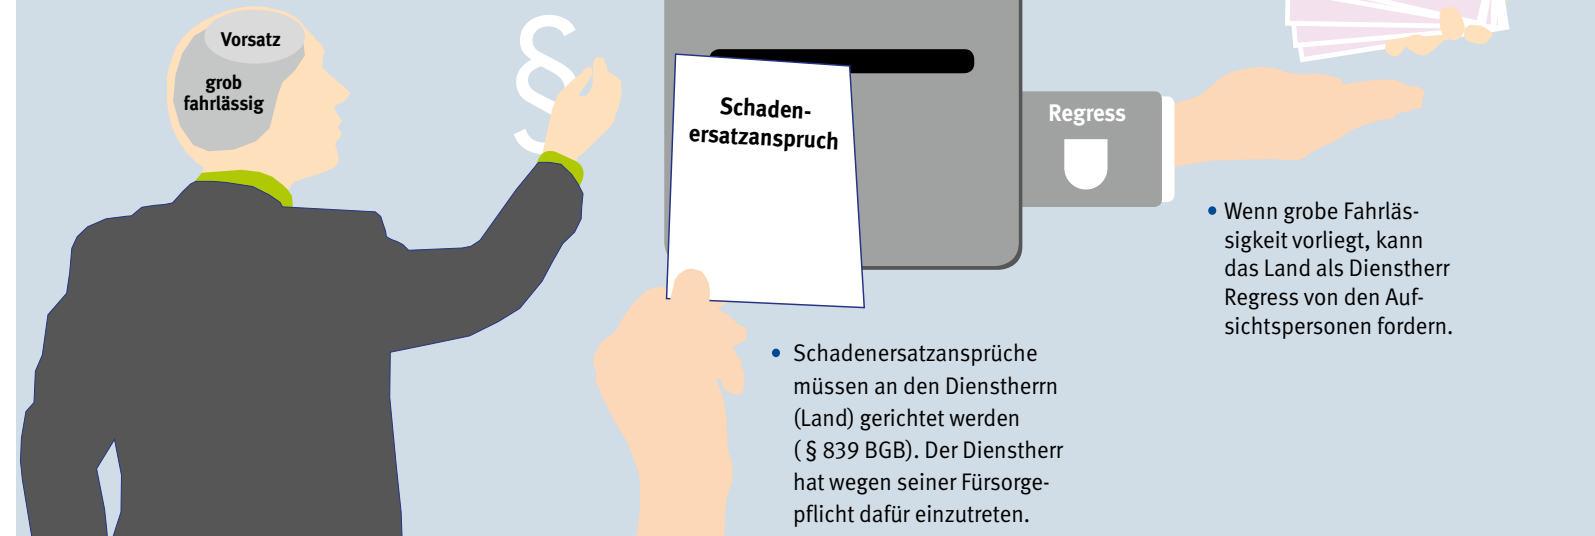 Vorsatz
grob
fahrlässig
§
Schaden-
ersatzanspruch
Regress
• Wenn grobe Fahrläs-
sigkeit vorliegt, kann
das Land als Dienstherr
Regress von den Auf-
sichtspersonen fordern.
• Schadenersatzansprüche
müssen an den Dienstherrn
(Land) gerichtet werden
( § 839 BGB). Der Dienstherr
hat wegen seiner Fürsorge-
pflicht dafür einzutreten.